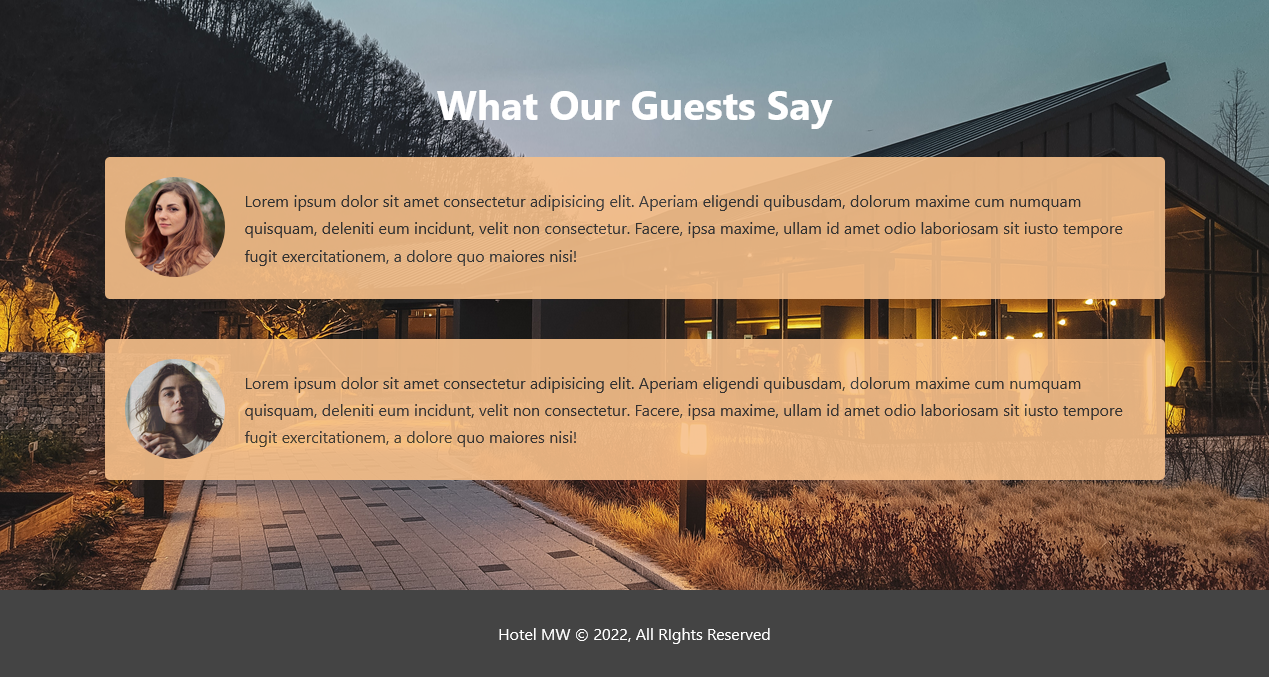 What Our Guests Say
Lorem ipsum dolor sit amet consectetur adipisicing elit. Aperiam eligendi quibusdam, dolorum maxime cum numquam
quisquam, deleniti eum incidunt, velit non consectetur. Facere, ipsa maxime, ullam id amet odio laboriosam sit iusto tempore
fugit exercitationem, a dolore quo maiores nisi!
Lorem ipsum dolor sit amet consectetur adipisicing elit. Aperiam eligendi quibusdam, dolorum maxime cum numquam
quisquam, deleniti eum incidunt, velit non consectetur. Facere, ipsa maxime, ullam id amet odio laboriosam sit iusto tempore
fugit exercitationem, a dolore quo maiores nisi!
Hotel MW © 2022, All RIghts Reserved